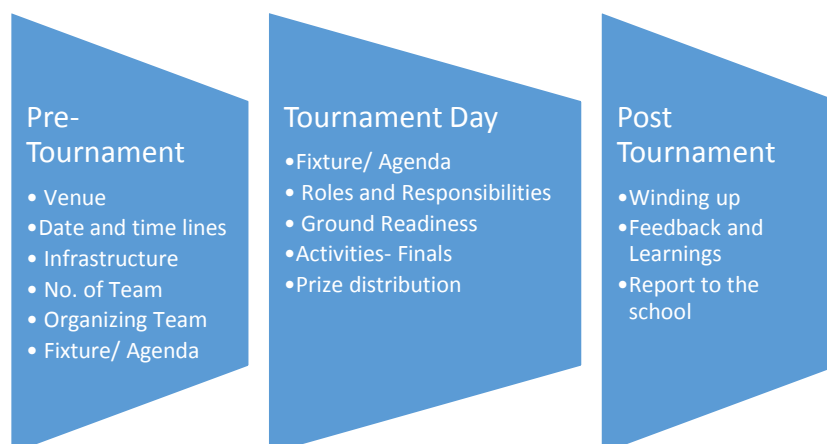 Pre-
Tournament
• Venue
•Date and time lines
• Infrastructure
• No. of Team
• Organizing Team
• Fixture/ Agenda
Tournament Day
•Fixture/ Agenda
• Roles and Responsibilities
• Ground Readiness
•Activities- Finals
•Prize distribution
Post
Tournament
•Winding up
•Feedback and
Learnings
•Report to the
school